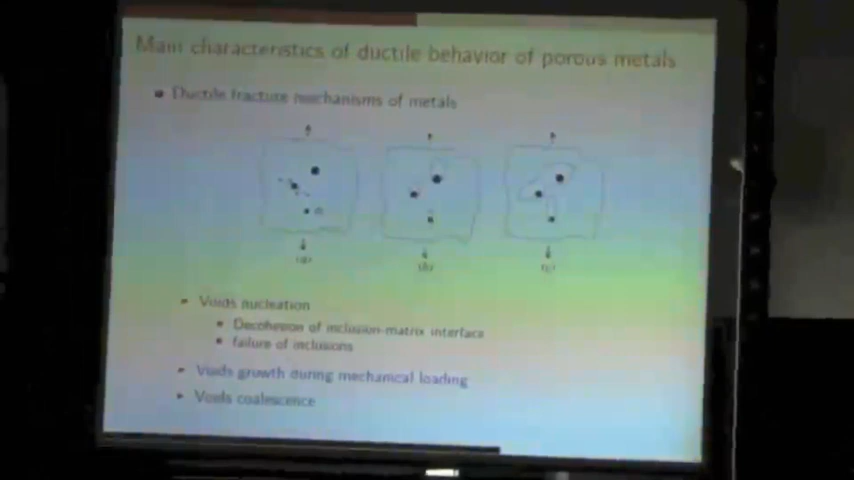 Main characteristics of ductile behavior of porous metals
Ductile fracture mechanisms of metals
(a)
(b)
(c)
Voids nucleation
Decohesion of inclusion-matrix interface
failure of inclusions
Voids growth during mechanical loading
Voids coalescence